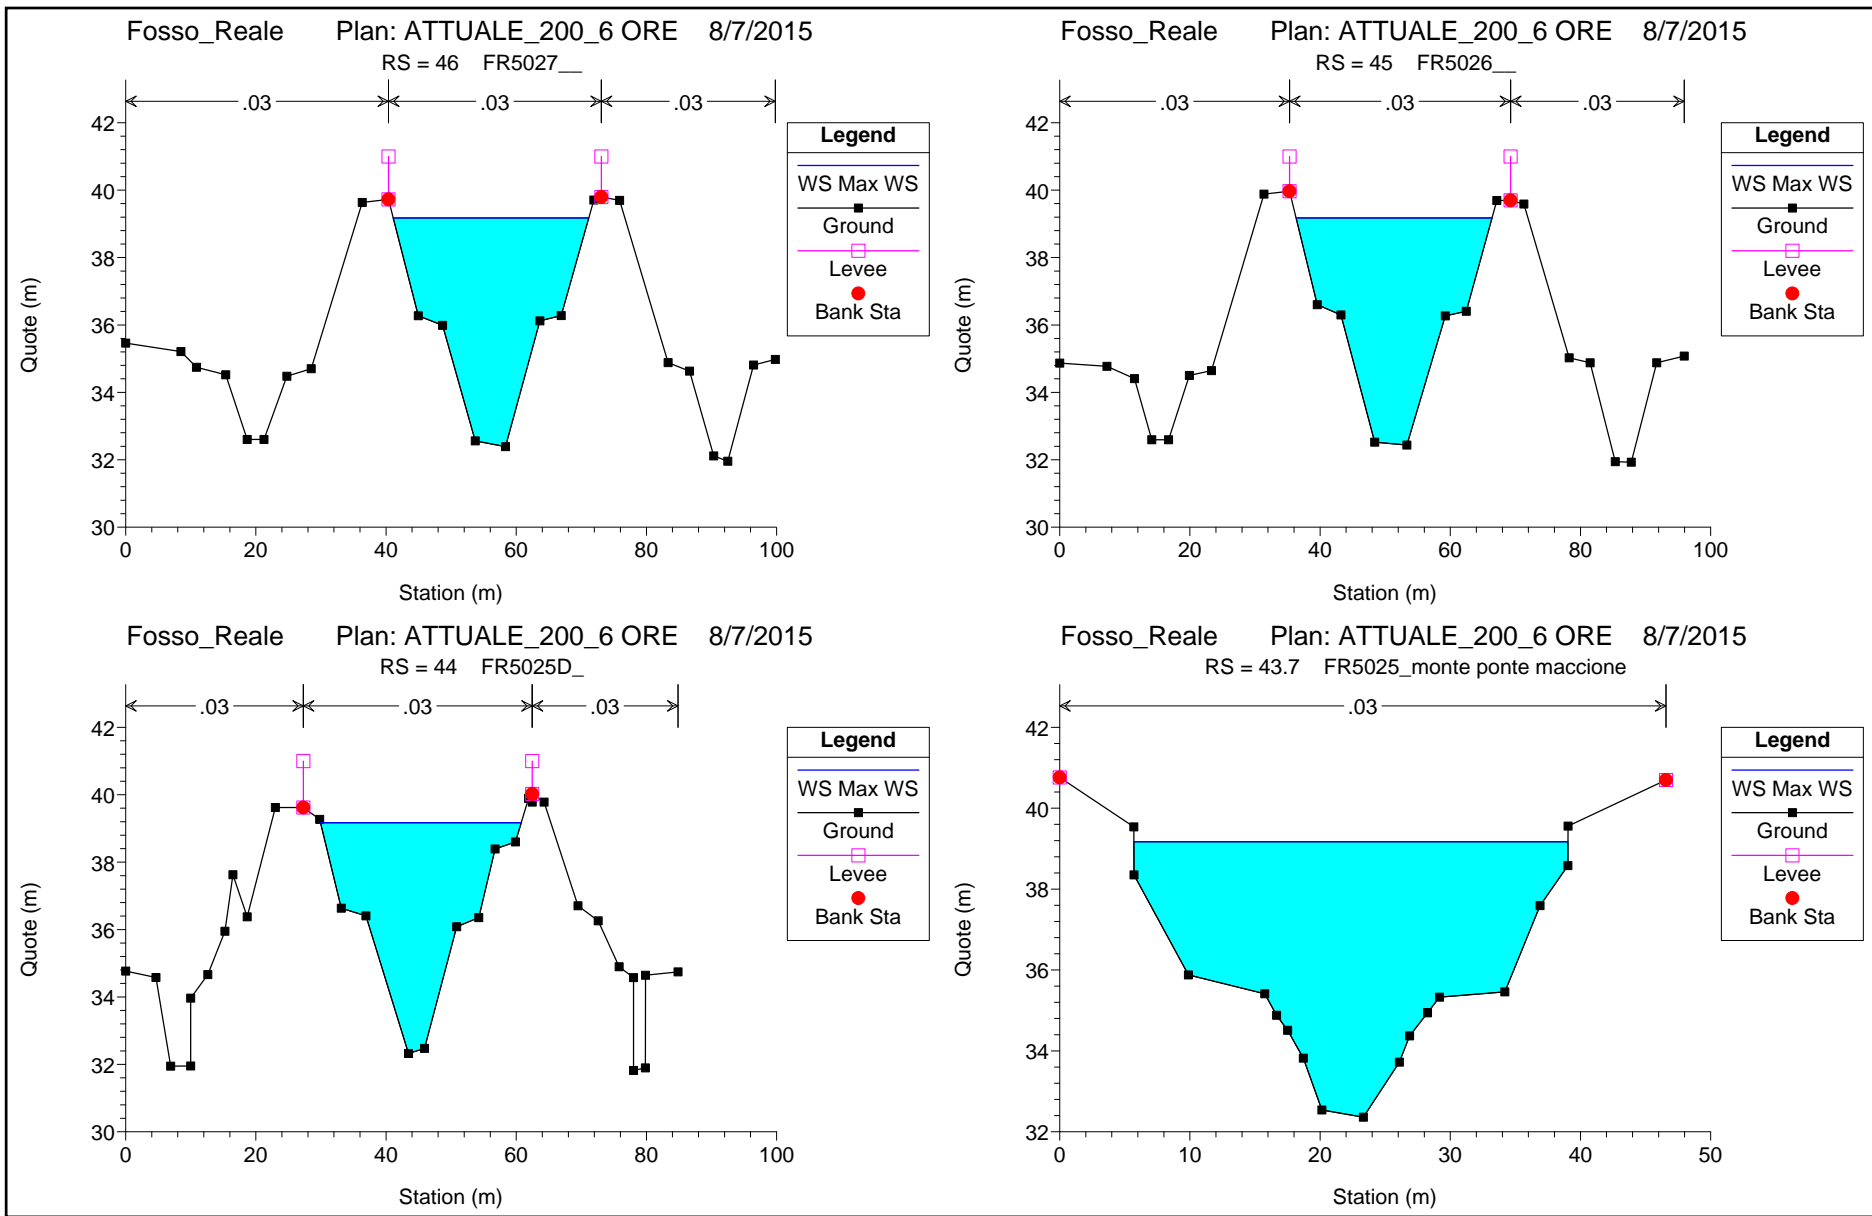 Fosso_Reale Plan: ATTUALE_200_6 ORE 8/7/2015
RS = 46 FR5027__
.03 .03 .03
42
40
38
36
34
32
30
Quote (m)
0 20 40 60 80 100
Station (m)
Legend
WS Max WS
Ground
Levee
Bank Sta
Fosso_Reale Plan: ATTUALE_200_6 ORE 8/7/2015
RS = 45 FR5026__
.03 .03 .03
42
40
38
36
34
32
30
Quote (m)
0 20 40 60 80 100
Station (m)
Legend
WS Max WS
Ground
Levee
Bank Sta
Fosso_Reale Plan: ATTUALE_200_6 ORE 8/7/2015
RS = 44 FR5025D_
.03 .03 .03
42
40
38
36
34
32
30
Quote (m)
0 20 40 60 80 100
Station (m)
Legend
WS Max WS
Ground
Levee
Bank Sta
Fosso_Reale Plan: ATTUALE_200_6 ORE 8/7/2015
RS = 43.7 FR5025_monte ponte maccione
.03
42
40
38
36
34
32
Quote (m)
0 10 20 30 40 50
Station (m)
Legend
WS Max WS
Ground
Levee
Bank Sta